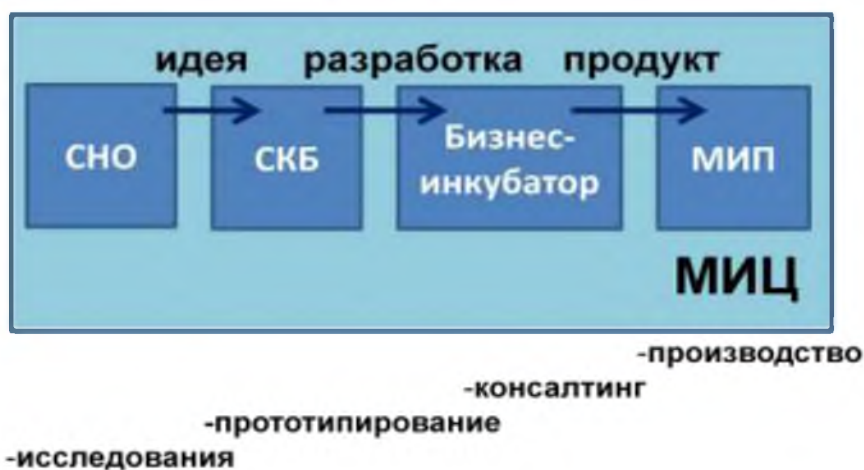 идея разработка продукт
СНО СКБ Бизнес-
инкубатор МИП
МИЦ
-производство
-консалтинг
-прототипирование
-исследования